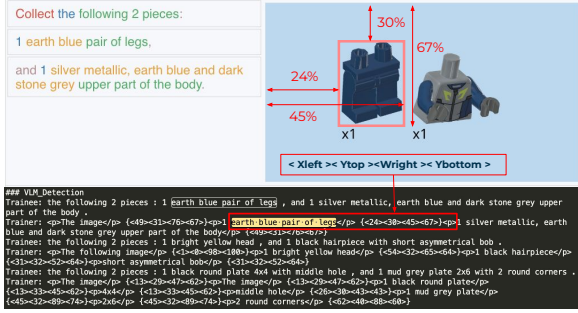 Collect the following 2 pieces:
1 earth blue pair of legs,
and 1 silver metallic, earth blue and dark
stone grey upper part of the body.
30%
67%
24%
45%
x1
x1
< Xleft >< Ytop ><Wright >< Ybottom >
### VLM_Detection
Trainee: the following 2 pieces : 1 earth blue pair of legs , and 1 silver metallic, earth blue and dark stone grey upper
part of the body .
Trainer: <p>The image</p> {<49><31><76><67>}<p>1 earth·blue·pair·of·legs</p> {<24><30><45><67>}<p>1 silver metallic, earth
blue and dark stone grey upper part of the body</p> {<49><31><76><67>}
Trainee: the following 2 pieces : 1 bright yellow head , and 1 black hairpiece with short asymmetrical bob .
Trainer: <p>The following image</p> {<1><0><98><100>}<p>1 bright yellow head</p> {<54><32><65><64>}<p>1 black hairpiece</p>
{<31><32><52><64>}<p>short asymmetrical bob</p> {<31><32><52><64>}
Trainee: the following 2 pieces : 1 black round plate 4x4 with middle hole , and 1 mud grey plate 2x6 with 2 round corners .
Trainer: <p>The image</p> {<13><29><47><62>}<p>The image</p> {<13><29><47><62>}<p>1 black round plate</p>
{<13><33><45><62>}<p>4x4</p> {<13><33><45><62>}<p>middle hole</p> {<26><30><43><43>}<p>1 mud grey plate</p>
{<45><32><89><74>}<p>2x6</p> {<45><32><89><74>}<p>2 round corners</p> {<62><40><88><60>}